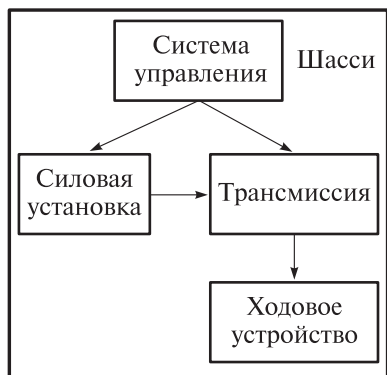 Система
управления
Шасси
Силовая
установка
Трансмиссия
Ходовое
устройство